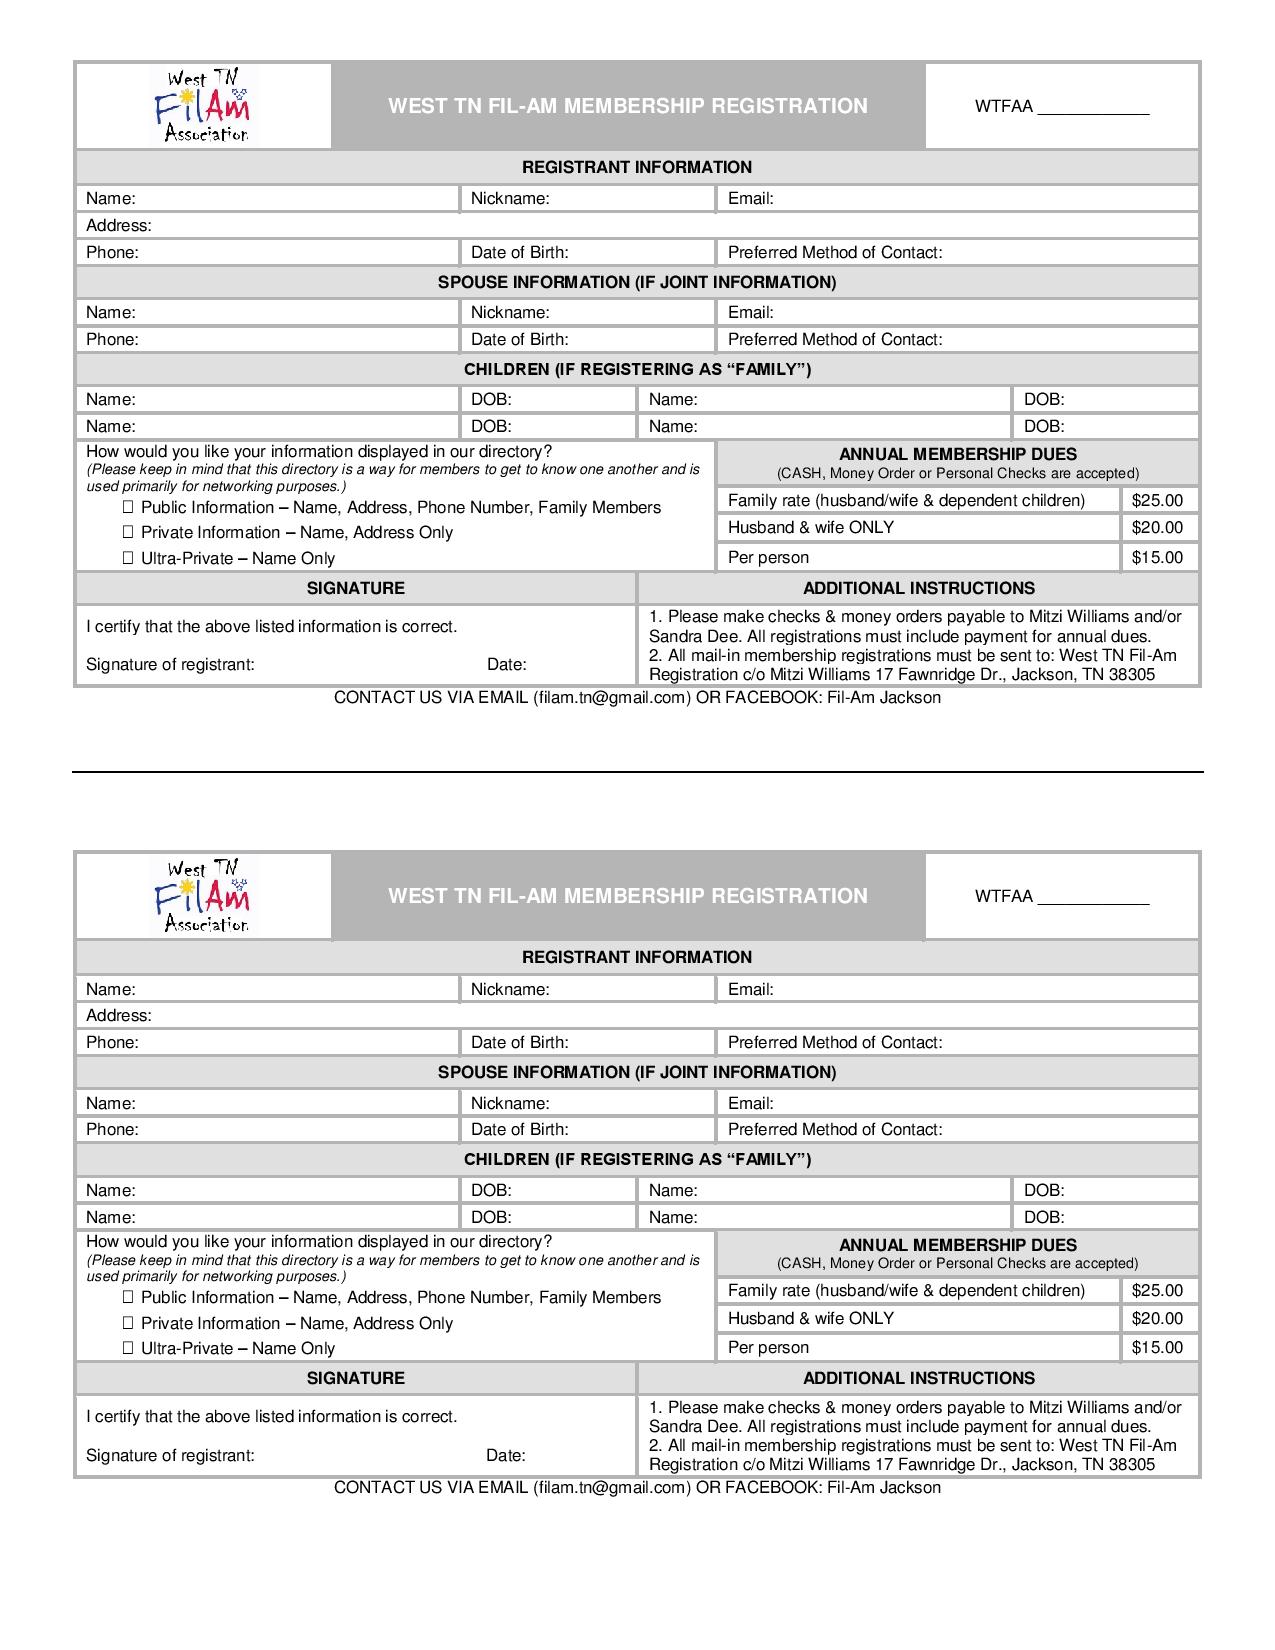 West TN
FilAm
Association
WEST TN FIL-AM MEMBERSHIP REGISTRATION
WTFAA ____________
REGISTRANT INFORMATION
Name: Nickname: Email:
Address:
Phone: Date of Birth: Preferred Method of Contact:
SPOUSE INFORMATION (IF JOINT INFORMATION)
Name: Nickname: Email:
Phone: Date of Birth: Preferred Method of Contact:
CHILDREN (IF REGISTERING AS “FAMILY”)
Name: DOB: Name: DOB:
Name: DOB: Name: DOB:
How would you like your information displayed in our directory?
(Please keep in mind that this directory is a way for members to get to know one another and is
used primarily for networking purposes.)
☐ Public Information – Name, Address, Phone Number, Family Members
☐ Private Information – Name, Address Only
☐ Ultra-Private – Name Only
ANNUAL MEMBERSHIP DUES
(CASH, Money Order or Personal Checks are accepted)
Family rate (husband/wife & dependent children) $25.00
Husband & wife ONLY $20.00
Per person $15.00
SIGNATURE
I certify that the above listed information is correct.
Signature of registrant: Date:
ADDITIONAL INSTRUCTIONS
1. Please make checks & money orders payable to Mitzi Williams and/or
Sandra Dee. All registrations must include payment for annual dues.
2. All mail-in membership registrations must be sent to: West TN Fil-Am
Registration c/o Mitzi Williams 17 Fawnridge Dr., Jackson, TN 38305
CONTACT US VIA EMAIL (filam.tn@gmail.com) OR FACEBOOK: Fil-Am Jackson
West TN
FilAm
Association
WEST TN FIL-AM MEMBERSHIP REGISTRATION
WTFAA ____________
REGISTRANT INFORMATION
Name: Nickname: Email:
Address:
Phone: Date of Birth: Preferred Method of Contact:
SPOUSE INFORMATION (IF JOINT INFORMATION)
Name: Nickname: Email:
Phone: Date of Birth: Preferred Method of Contact:
CHILDREN (IF REGISTERING AS “FAMILY”)
Name: DOB: Name: DOB:
Name: DOB: Name: DOB:
How would you like your information displayed in our directory?
(Please keep in mind that this directory is a way for members to get to know one another and is
used primarily for networking purposes.)
☐ Public Information – Name, Address, Phone Number, Family Members
☐ Private Information – Name, Address Only
☐ Ultra-Private – Name Only
ANNUAL MEMBERSHIP DUES
(CASH, Money Order or Personal Checks are accepted)
Family rate (husband/wife & dependent children) $25.00
Husband & wife ONLY $20.00
Per person $15.00
SIGNATURE
I certify that the above listed information is correct.
Signature of registrant: Date:
ADDITIONAL INSTRUCTIONS
1. Please make checks & money orders payable to Mitzi Williams and/or
Sandra Dee. All registrations must include payment for annual dues.
2. All mail-in membership registrations must be sent to: West TN Fil-Am
Registration c/o Mitzi Williams 17 Fawnridge Dr., Jackson, TN 38305
CONTACT US VIA EMAIL (filam.tn@gmail.com) OR FACEBOOK: Fil-Am Jackson